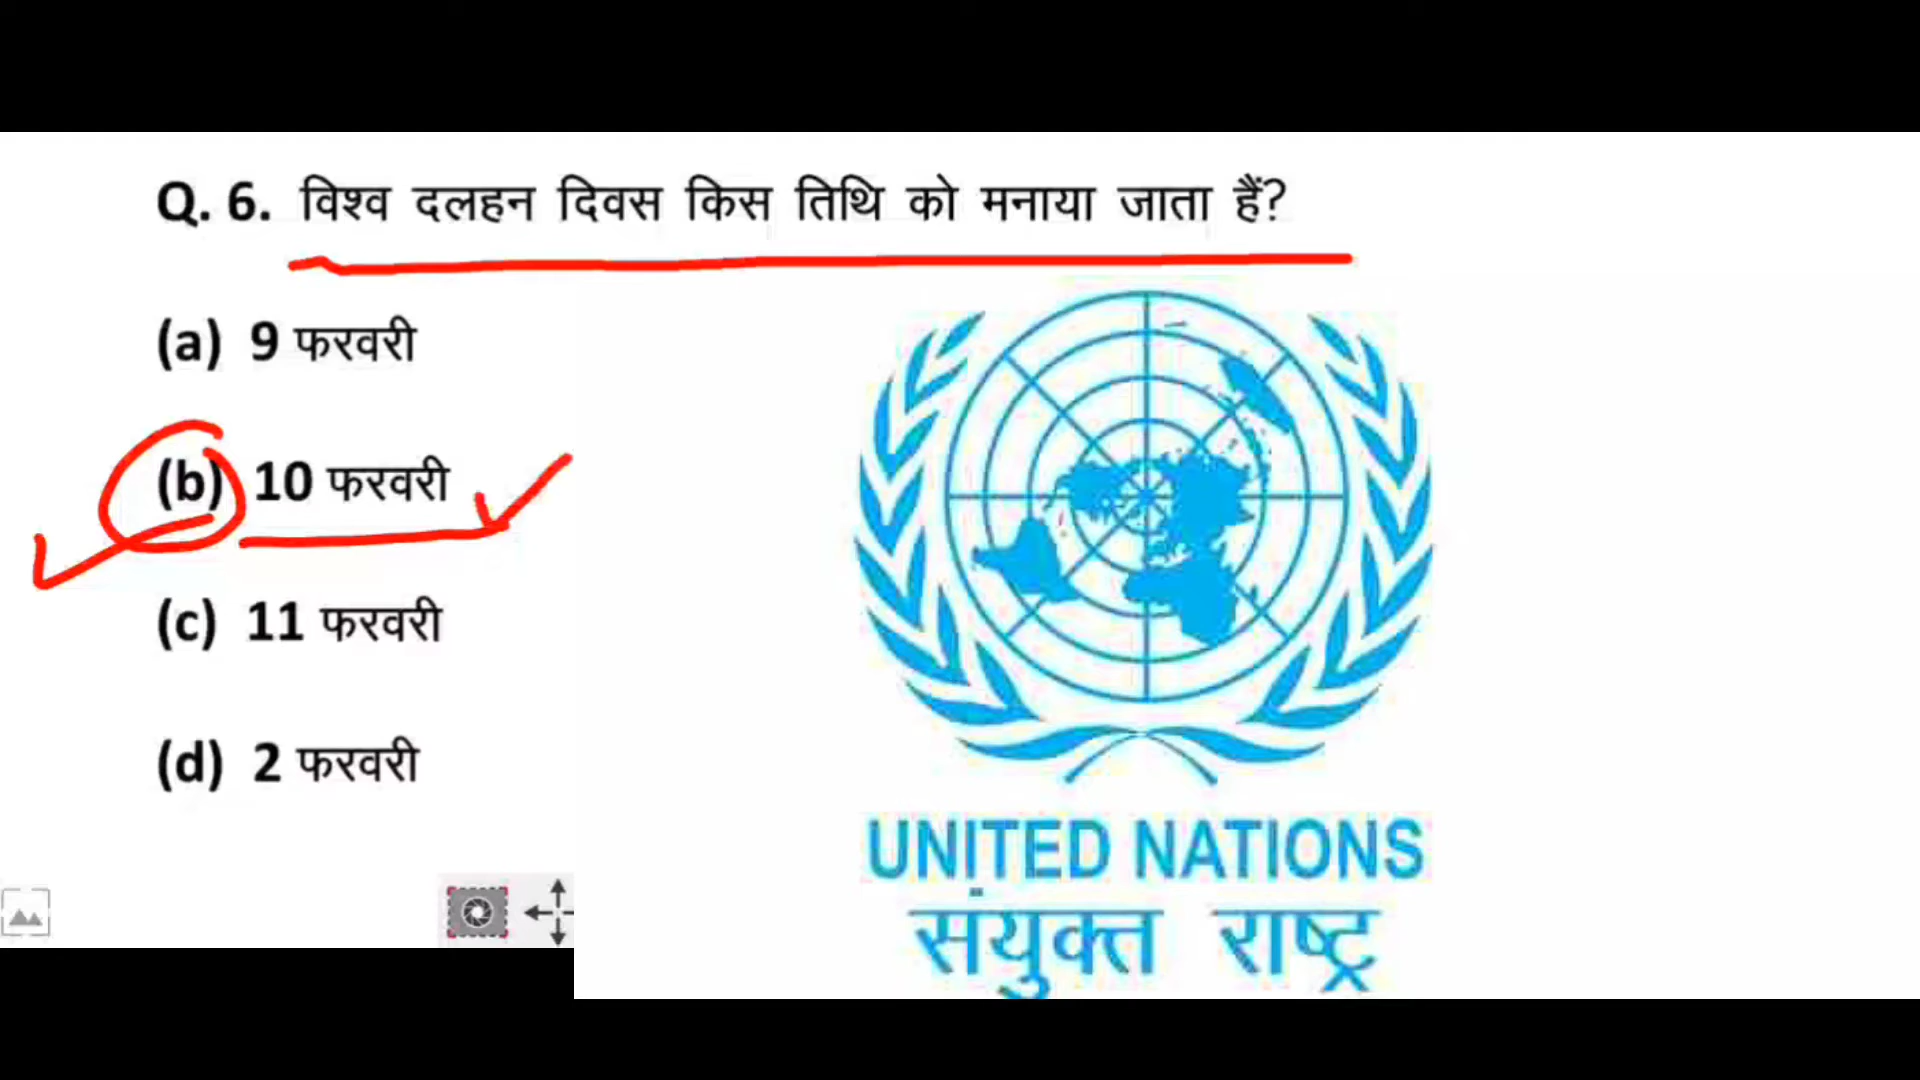 Q. 6. विश्व दलहन दिवस किस तिथि को मनाया जाता हैं?
(a) 9 फरवरी
(b) 10 फरवरी
(c) 11 फरवरी
(d) 2 फरवरी
UNITED NATIONS
संयुक्त राष्ट्र